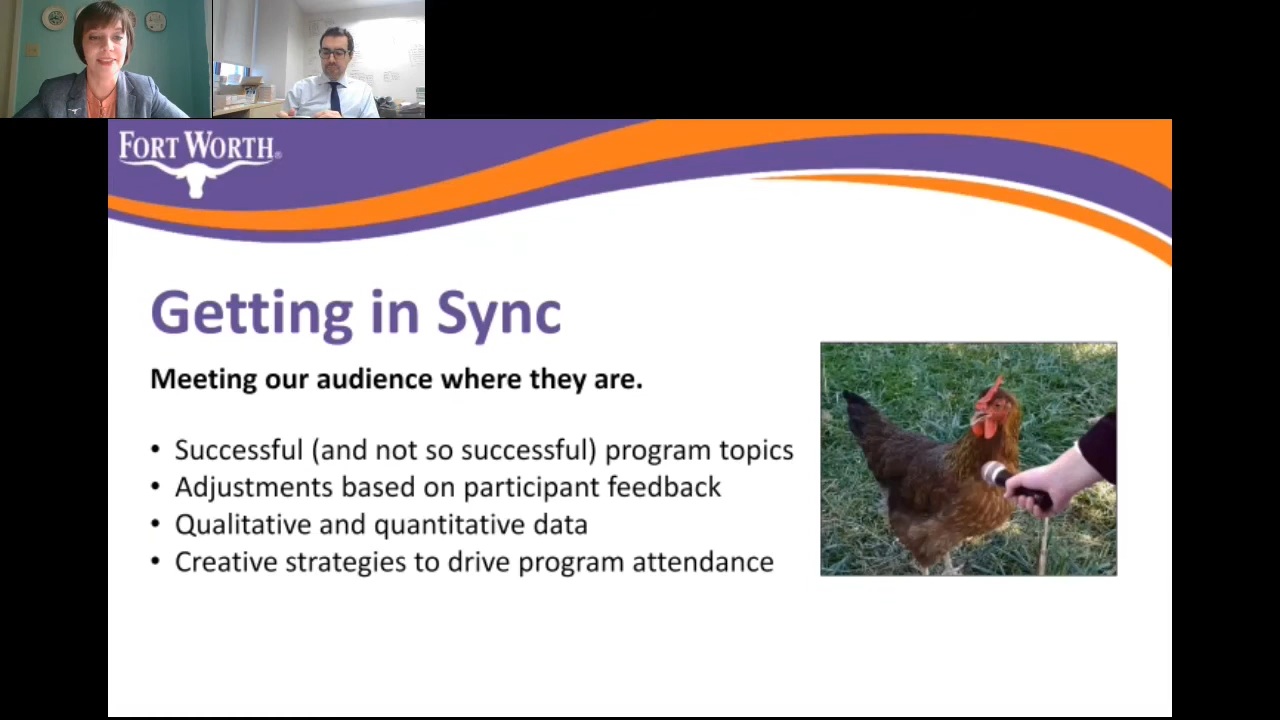 FORT WORTH®
Getting in Sync
Meeting our audience where they are.
• Successful (and not so successful) program topics
• Adjustments based on participant feedback
• Qualitative and quantitative data
• Creative strategies to drive program attendance